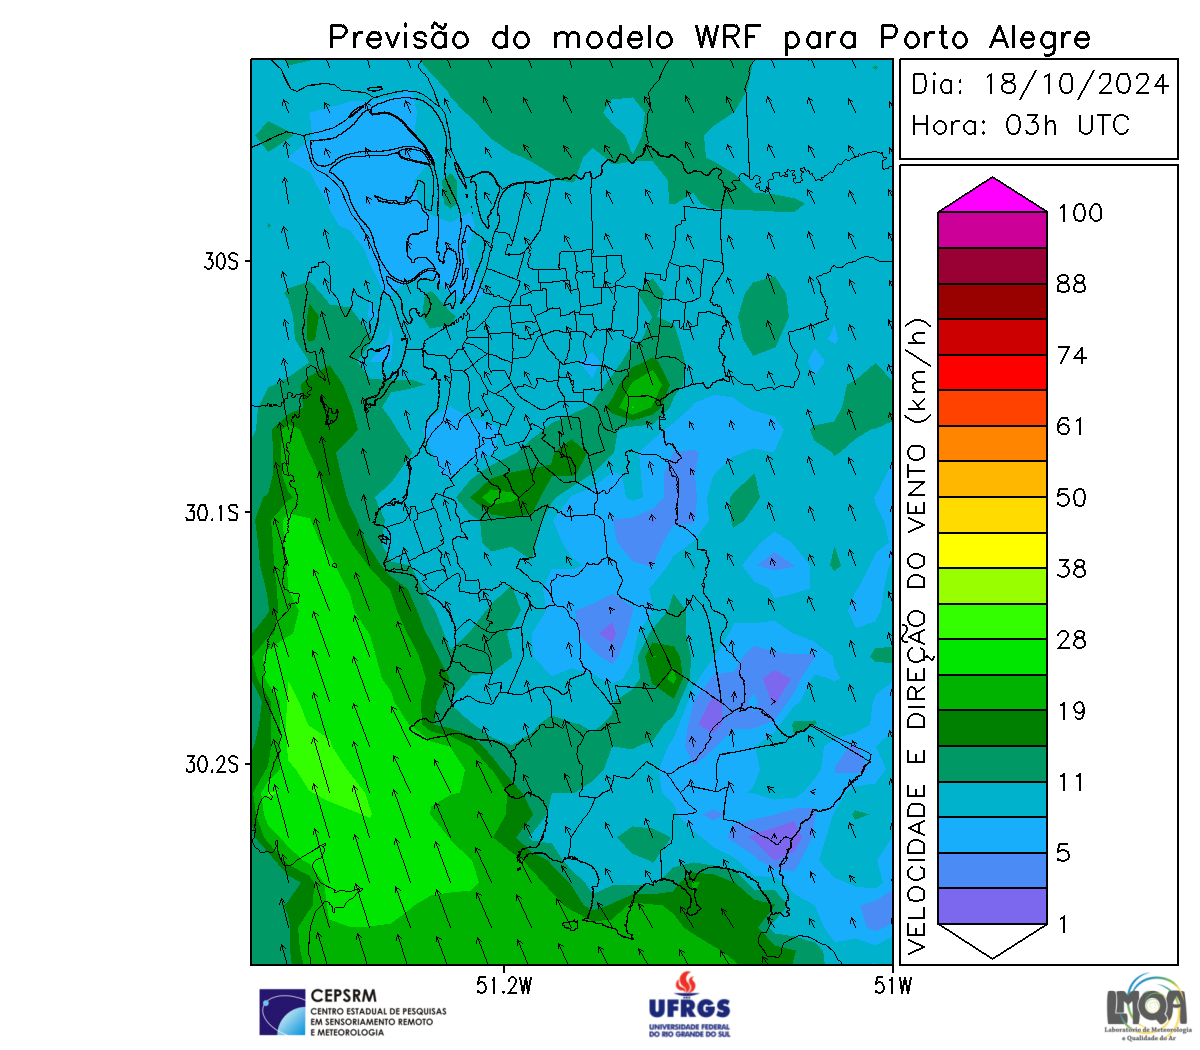 Previsão do modelo WRF para Porto Alegre
Dia: 18/10/2024
Hora: 03h UTC
30S
30.1S
30.2S
51.2W
51W
VELOCIDADE E DIREÇÃO DO VENTO (km/h)
100
88
74
61
50
38
28
19
11
5
1
CEPSRM
CENTRO ESTADUAL DE PESQUISAS
EM SENSORIAMENTO REMOTO
E METEOROLOGIA
UFRGS
UNIVERSIDADE FEDERAL
DO RIO GRANDE DO SUL
LMQA
Laboratório de Meteorologia
e Qualidade do Ar